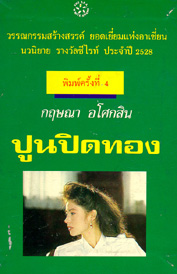 วรรณกรรมสร้างสรรค์ ยอดเยี่ยมแห่งอาเซียน
นวนิยาย รางวัลซีไรท์ ประจำปี 2528
พิมพ์ครั้งที่ 4
กฤษณา อโศกสิน
ปูนปิดทอง